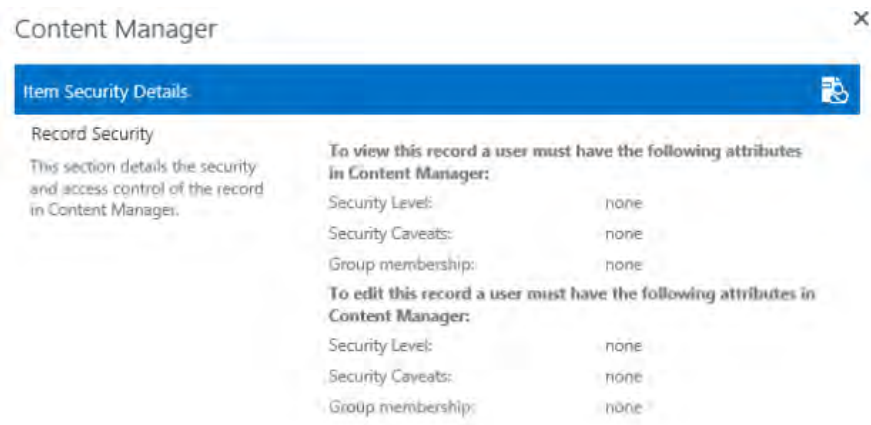 Content Manager
Item Security Details
Record Security
This section details the security
and access control of the record
in Content Manager.
To view this record a user must have the following attributes
in Content Manager:
Security Level: none
Security Caveats: none
Group membership: none
To edit this record a user must have the following attributes in
Content Manager:
Security Level: none
Security Caveats: none
Group membership: none